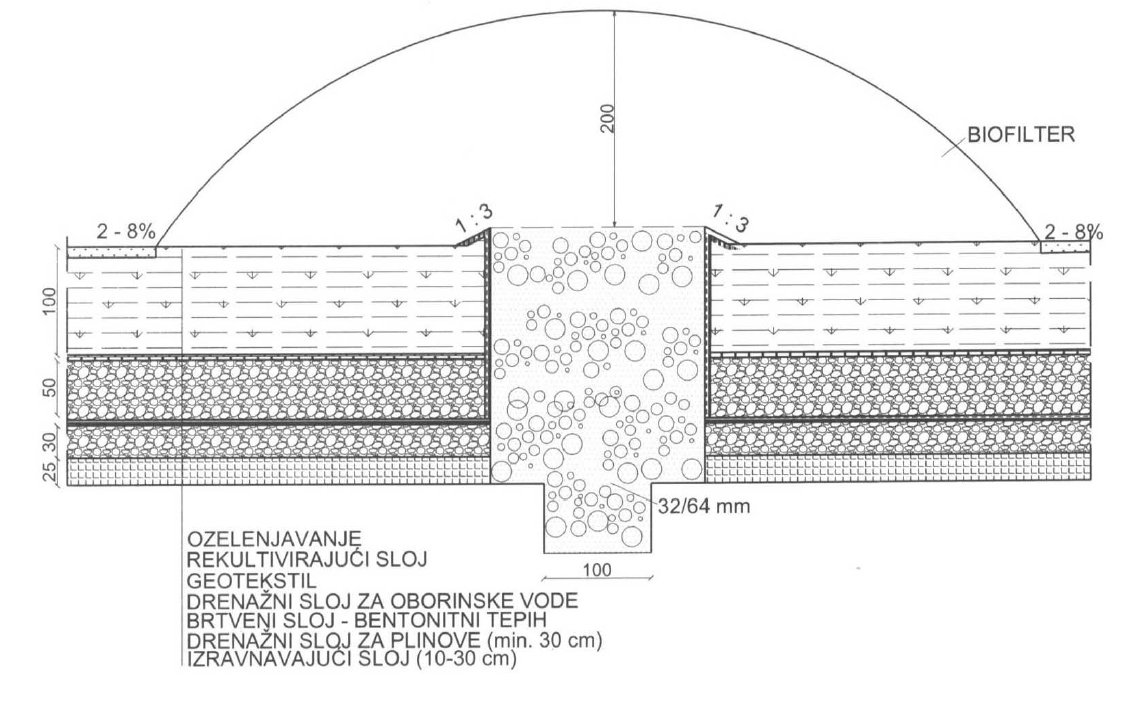 200
BIOFILTER
1 : 3
1 : 3
2 - 8%
2 - 8%
100
50
30
25,
32/64 mm
100
OZELENJAVANJE
REKULTIVIRAJUĆI SLOJ
GEOTEKSTIL
DRENAŽNI SLOJ ZA OBORINSKE VODE
BRTVENI SLOJ - BENTONITNI TEPIH
DRENAŽNI SLOJ ZA PLINOVE (min. 30 cm)
IZRAVNAVAJUĆI SLOJ (10-30 cm)